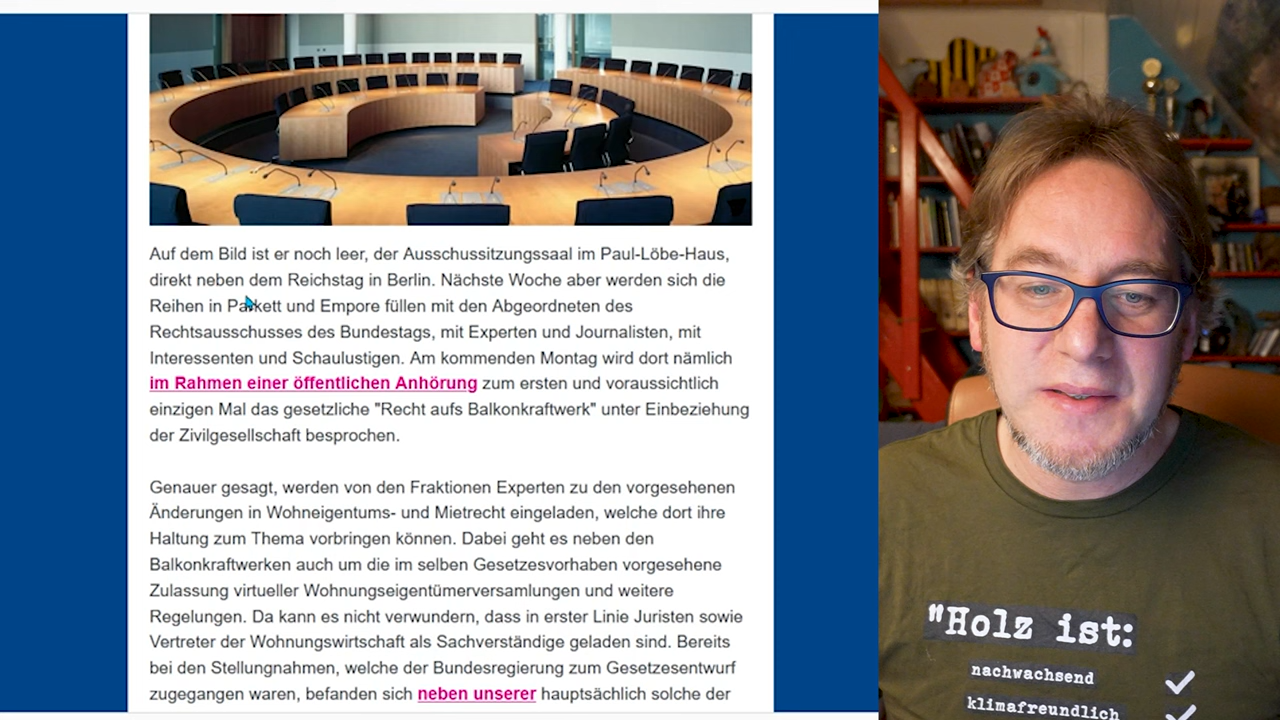 Auf dem Bild ist er noch leer, der Ausschussitzungssaal im Paul-Löbe-Haus,
direkt neben dem Reichstag in Berlin. Nächste Woche aber werden sich die
Reihen in Parkett und Empore füllen mit den Abgeordneten des
Rechtsausschusses des Bundestags, mit Experten und Journalisten, mit
Interessenten und Schaulustigen. Am kommenden Montag wird dort nämlich
im Rahmen einer öffentlichen Anhörung zum ersten und voraussichtlich
einzigen Mal das gesetzliche "Recht aufs Balkonkraftwerk" unter Einbeziehung
der Zivilgesellschaft besprochen.
Genauer gesagt, werden von den Fraktionen Experten zu den vorgesehenen
Änderungen in Wohneigentums- und Mietrecht eingeladen, welche dort ihre
Haltung zum Thema vorbringen können. Dabei geht es neben den
Balkonkraftwerken auch um die im selben Gesetzesvorhaben vorgesehene
Zulassung virtueller Wohnungseigentümerversamlungen und weitere
Regelungen. Da kann es nicht verwundern, dass in erster Linie Juristen sowie
Vertreter der Wohnungswirtschaft als Sachverständige geladen sind. Bereits
bei den Stellungnahmen, welche der Bundesregierung zum Gesetzesentwurf
zugegangen waren, befanden sich neben unserer hauptsächlich solche der
"Holz ist:
nachwachsend
klimafreundlich